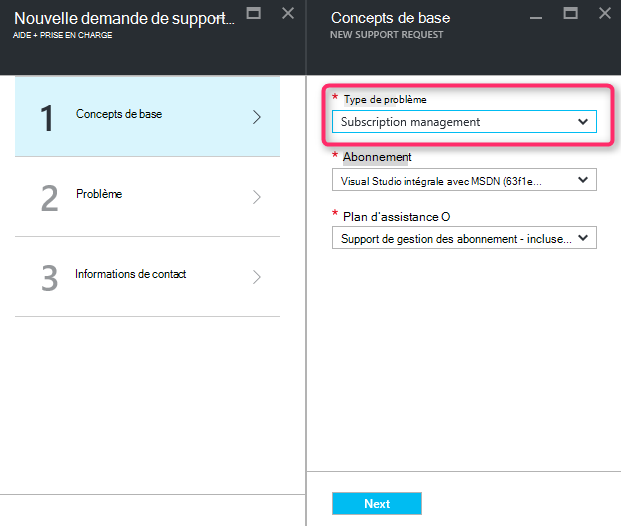 Nouvelle demande de support...
AIDE + PRISE EN CHARGE
1
Concepts de base
2
Problème
3
Informations de contact
Concepts de base
NEW SUPPORT REQUEST
* Type de problème
Subscription management
* Abonnement
Visual Studio intégrale avec MSDN (63f1e...
* Plan d'assistance O
Support de gestion des abonnement - incluse...
Next